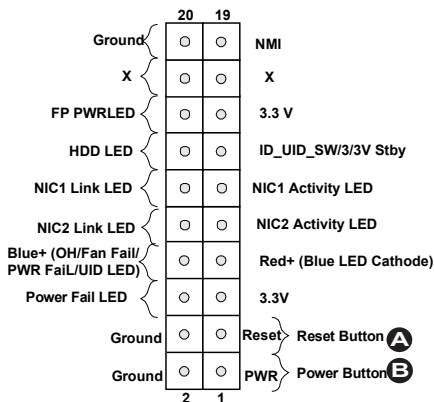 20 19
Ground NMI
X X
FP PWRLED 3.3 V
HDD LED ID_UID_SW/3/3V Stby
NIC1 Link LED NIC1 Activity LED
NIC2 Link LED NIC2 Activity LED
Blue+ (OH/Fan Fail/
PWR FaiL/UID LED) Red+ (Blue LED Cathode)
Power Fail LED 3.3V
Ground Reset Reset Button A
Ground PWR Power Button B
2 1